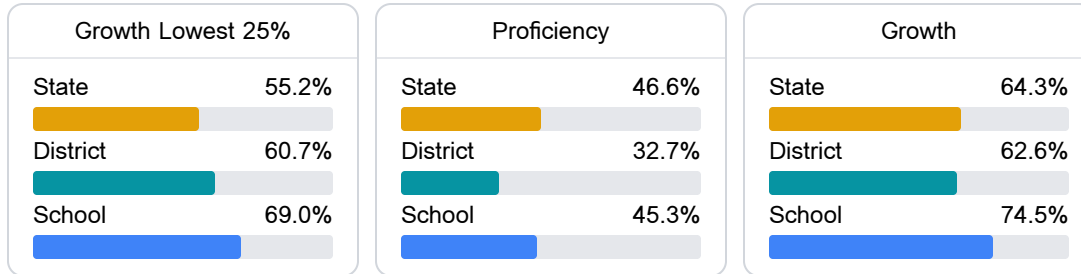 Growth Lowest 25%
State 55.2%
District 60.7%
School 69.0%
Proficiency
State 46.6%
District 32.7%
School 45.3%
Growth
State 64.3%
District 62.6%
School 74.5%